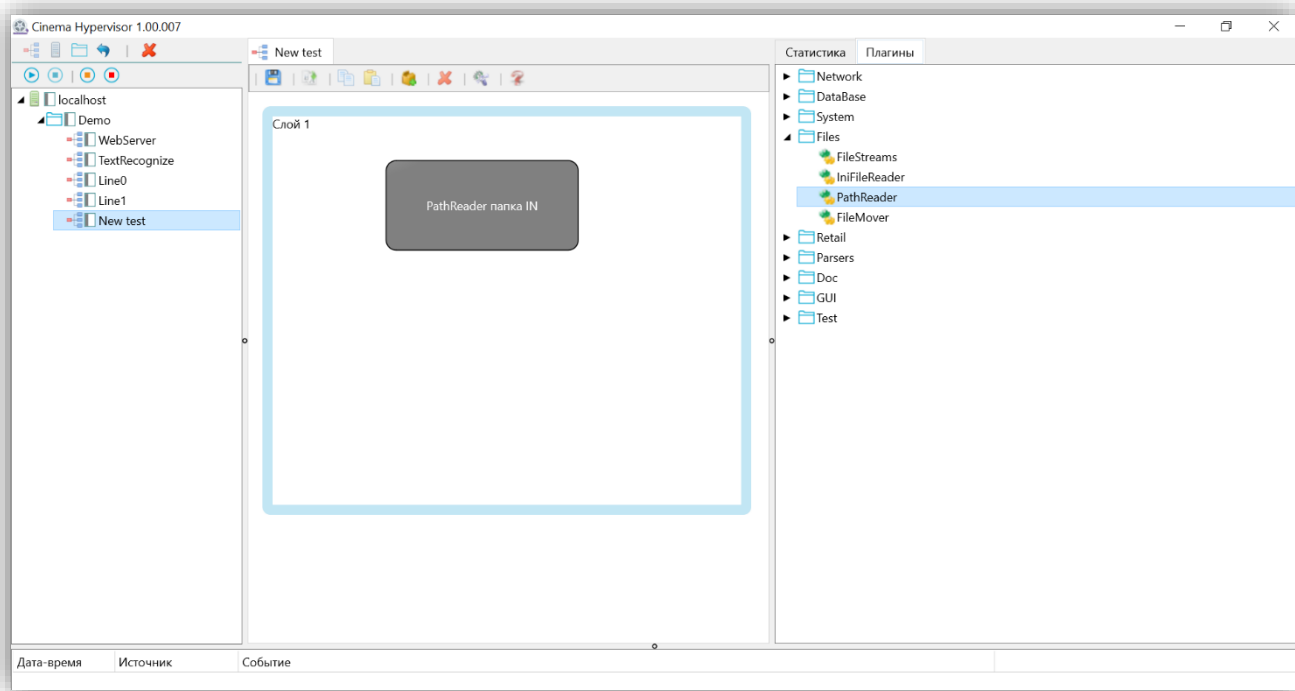 Cinema Hypervisor 1.00.007
New test
Статистика Плагины
localhost
Demo
WebServer
TextRecognize
Line0
Line1
New test
Слой 1
PathReader папка IN
Network
DataBase
System
Files
FileStreams
IniFileReader
PathReader
FileMover
Retail
Parsers
Doc
GUI
Test
Дата-время Источник Событие